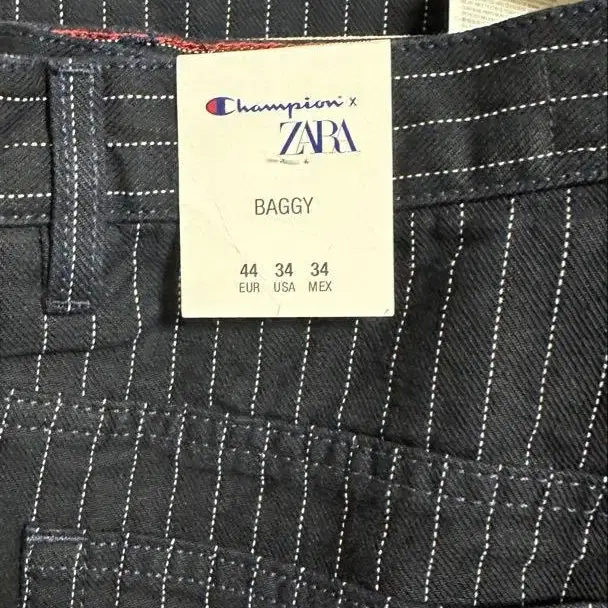 Champion x
ZARA
BAGGY
44 34 34
EUR USA MEX